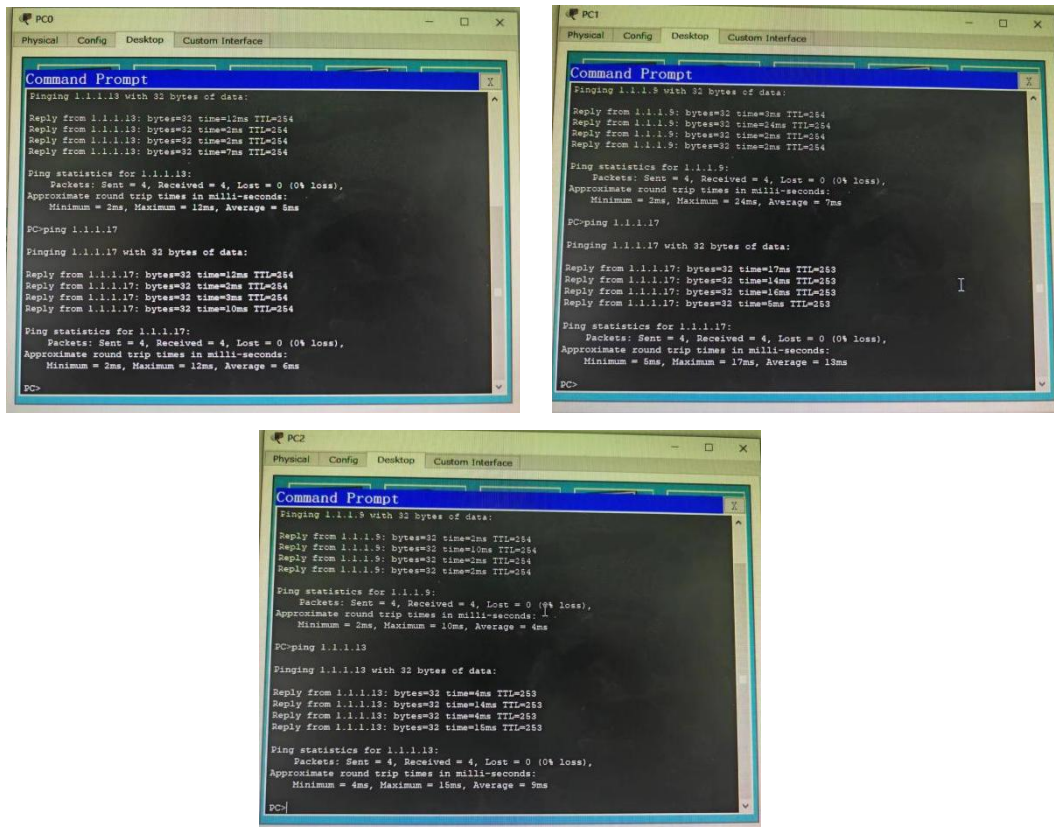 PC0
Physical Config Desktop Custom Interface
Command Prompt
X
Pinging 1.1.1.13 with 32 bytes of data:
Reply from 1.1.1.13: bytes=32 time=12ms TTL=254
Reply from 1.1.1.13: bytes=32 time=2ms TTL=254
Reply from 1.1.1.13: bytes=32 time=2ms TTL=254
Reply from 1.1.1.13: bytes=32 time=7ms TTL=254
Ping statistics for 1.1.1.13:
Packets: Sent = 4, Received = 4, Lost = 0 (0% loss),
Approximate round trip times in milli-seconds:
Minimum = 2ms, Maximum = 12ms, Average = 5ms
PC>ping 1.1.1.17
Pinging 1.1.1.17 with 32 bytes of data:
Reply from 1.1.1.17: bytes=32 time=12ms TTL=254
Reply from 1.1.1.17: bytes=32 time=2ms TTL=254
Reply from 1.1.1.17: bytes=32 time=3ms TTL=254
Reply from 1.1.1.17: bytes=32 time=10ms TTL=254
Ping statistics for 1.1.1.17:
Packets: Sent = 4, Received = 4, Lost = 0 (0% loss),
Approximate round trip times in milli-seconds:
Minimum = 2ms, Maximum = 12ms, Average = 6ms
PC>
PC1
Physical Config Desktop Custom Interface
Command Prompt
X
Pinging 1.1.1.9 with 32 bytes of data:
Reply from 1.1.1.9: bytes=32 time=3ms TTL=254
Reply from 1.1.1.9: bytes=32 time=24ms TTL=254
Reply from 1.1.1.9: bytes=32 time=2ms TTL=254
Reply from 1.1.1.9: bytes=32 time=2ms TTL=254
Ping statistics for 1.1.1.9:
Packets: Sent = 4, Received = 4, Lost = 0 (0% loss),
Approximate round trip times in milli-seconds:
Minimum = 2ms, Maximum = 24ms, Average = 7ms
PC>ping 1.1.1.17
Pinging 1.1.1.17 with 32 bytes of data:
Reply from 1.1.1.17: bytes=32 time=17ms TTL=253
Reply from 1.1.1.17: bytes=32 time=14ms TTL=253
Reply from 1.1.1.17: bytes=32 time=16ms TTL=253
Reply from 1.1.1.17: bytes=32 time=5ms TTL=253
Ping statistics for 1.1.1.17:
Packets: Sent = 4, Received = 4, Lost = 0 (0% loss),
Approximate round trip times in milli-seconds:
Minimum = 5ms, Maximum = 17ms, Average = 13ms
PC>
PC2
Physical Config Desktop Custom Interface
Command Prompt
X
Pinging 1.1.1.9 with 32 bytes of data:
Reply from 1.1.1.9: bytes=32 time=2ms TTL=254
Reply from 1.1.1.9: bytes=32 time=10ms TTL=254
Reply from 1.1.1.9: bytes=32 time=2ms TTL=254
Reply from 1.1.1.9: bytes=32 time=2ms TTL=254
Ping statistics for 1.1.1.9:
Packets: Sent = 4, Received = 4, Lost = 0 (0% loss),
Approximate round trip times in milli-seconds:
Minimum = 2ms, Maximum = 10ms, Average = 4ms
PC>ping 1.1.1.13
Pinging 1.1.1.13 with 32 bytes of data:
Reply from 1.1.1.13: bytes=32 time=4ms TTL=253
Reply from 1.1.1.13: bytes=32 time=14ms TTL=253
Reply from 1.1.1.13: bytes=32 time=4ms TTL=253
Reply from 1.1.1.13: bytes=32 time=15ms TTL=253
Ping statistics for 1.1.1.13:
Packets: Sent = 4, Received = 4, Lost = 0 (0% loss),
Approximate round trip times in milli-seconds:
Minimum = 4ms, Maximum = 15ms, Average = 9ms
PC>